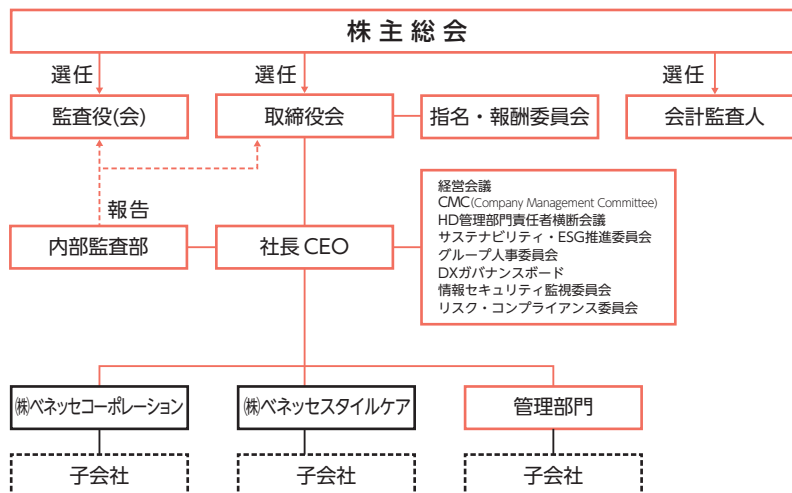 株主総会
選任
選任
選任
監査役(会)
取締役会
指名・報酬委員会
会計監査人
報告
内部監査部
社長 CEO
経営会議
CMC(Company Management Committee)
HD管理部門責任者横断会議
サステナビリティ・ESG推進委員会
グループ人事委員会
DXガバナンスボード
情報セキュリティ監視委員会
リスク・コンプライアンス委員会
㈱ベネッセコーポレーション
㈱ベネッセスタイルケア
管理部門
子会社
子会社
子会社